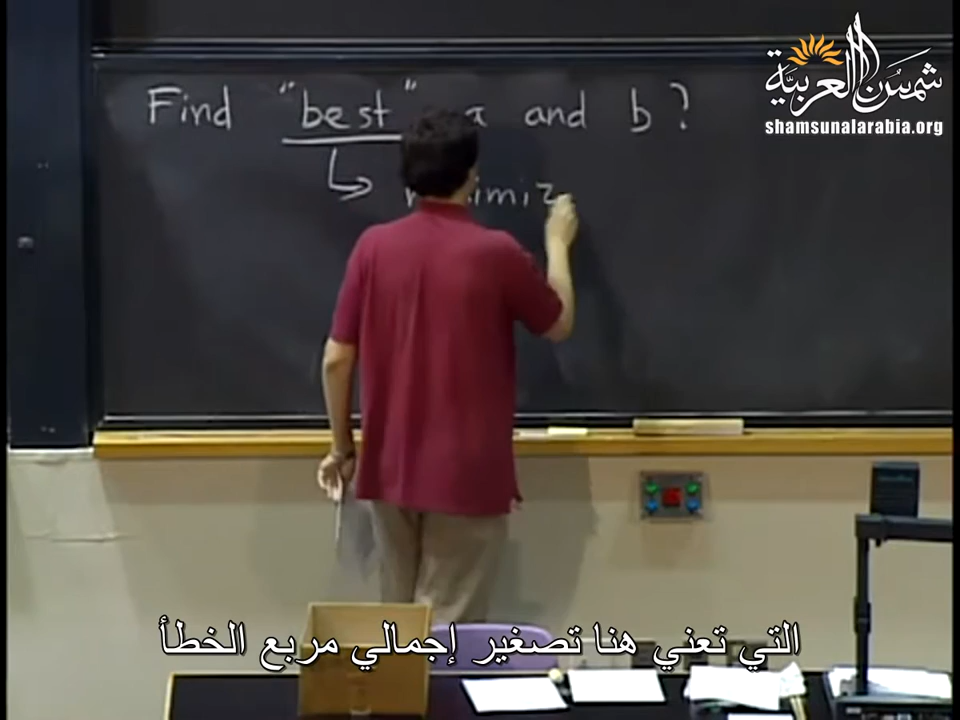 شمس العربية
shamsunalarabia.org
Find "best" a and b?
التي تعني هنا تصغير إجمالي مربع الخطأ